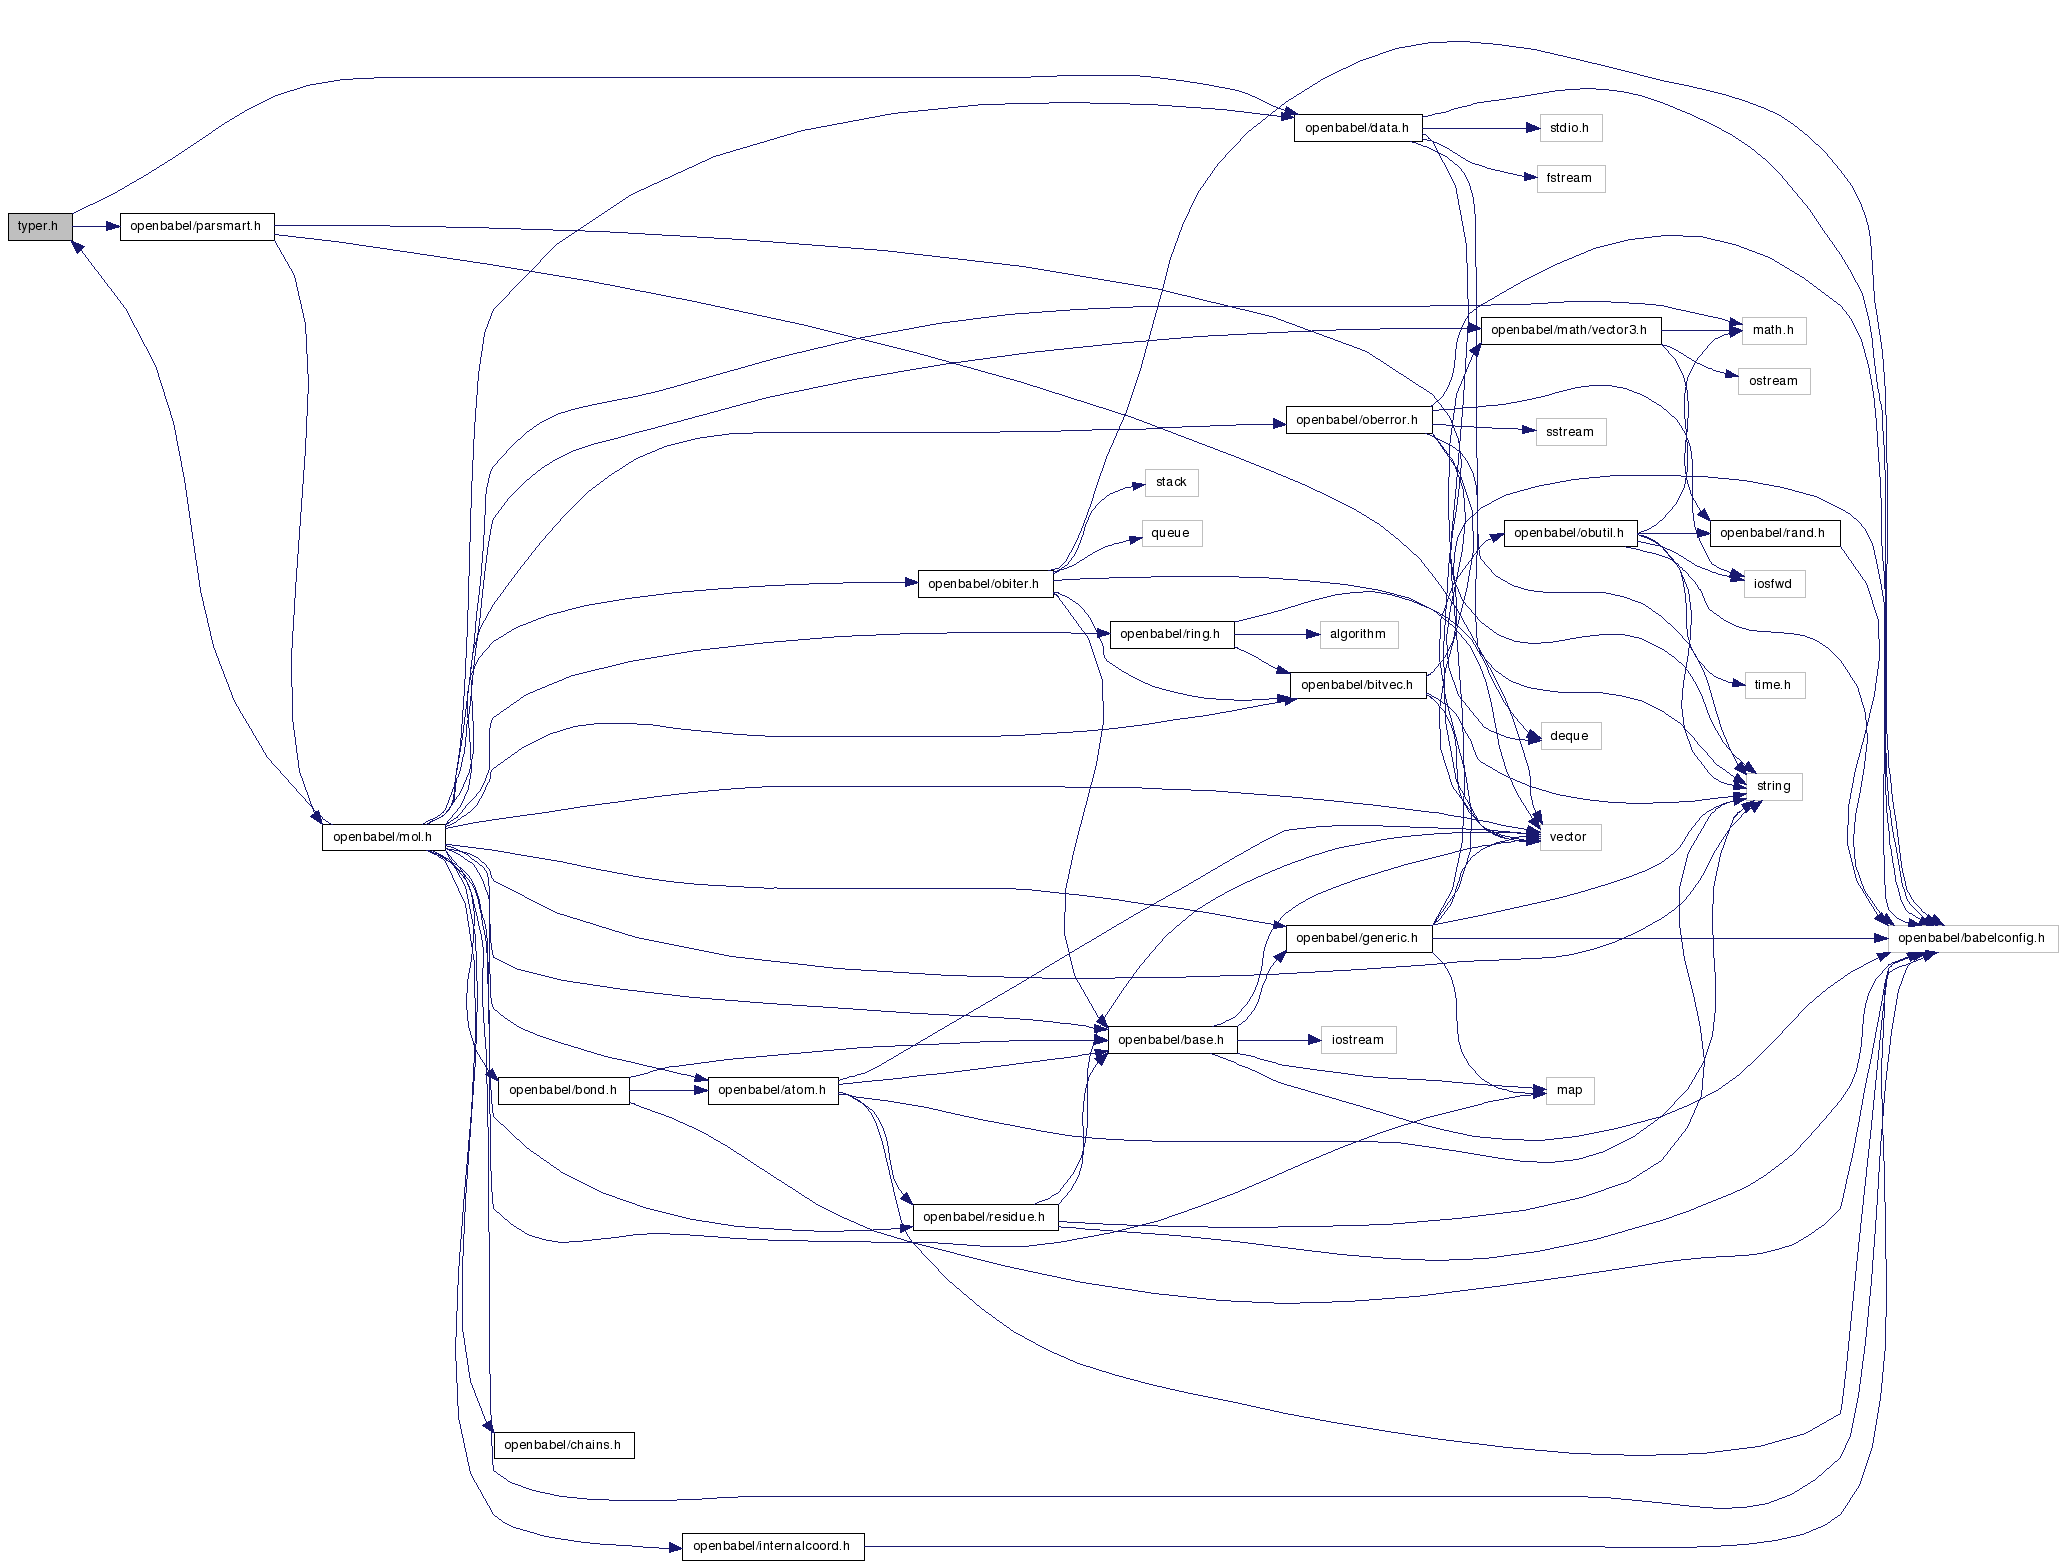 openbabel/data.h
stdio.h
fstream
typer.h
openbabel/parsmart.h
openbabel/math/vector3.h
math.h
ostream
openbabel/oberror.h
sstream
stack
queue
openbabel/obutil.h
openbabel/rand.h
openbabel/obiter.h
iosfwd
openbabel/ring.h
algorithm
openbabel/bitvec.h
time.h
deque
string
openbabel/mol.h
vector
openbabel/generic.h
openbabel/babelconfig.h
openbabel/base.h
iostream
openbabel/bond.h
openbabel/atom.h
map
openbabel/residue.h
openbabel/chains.h
openbabel/internalcoord.h